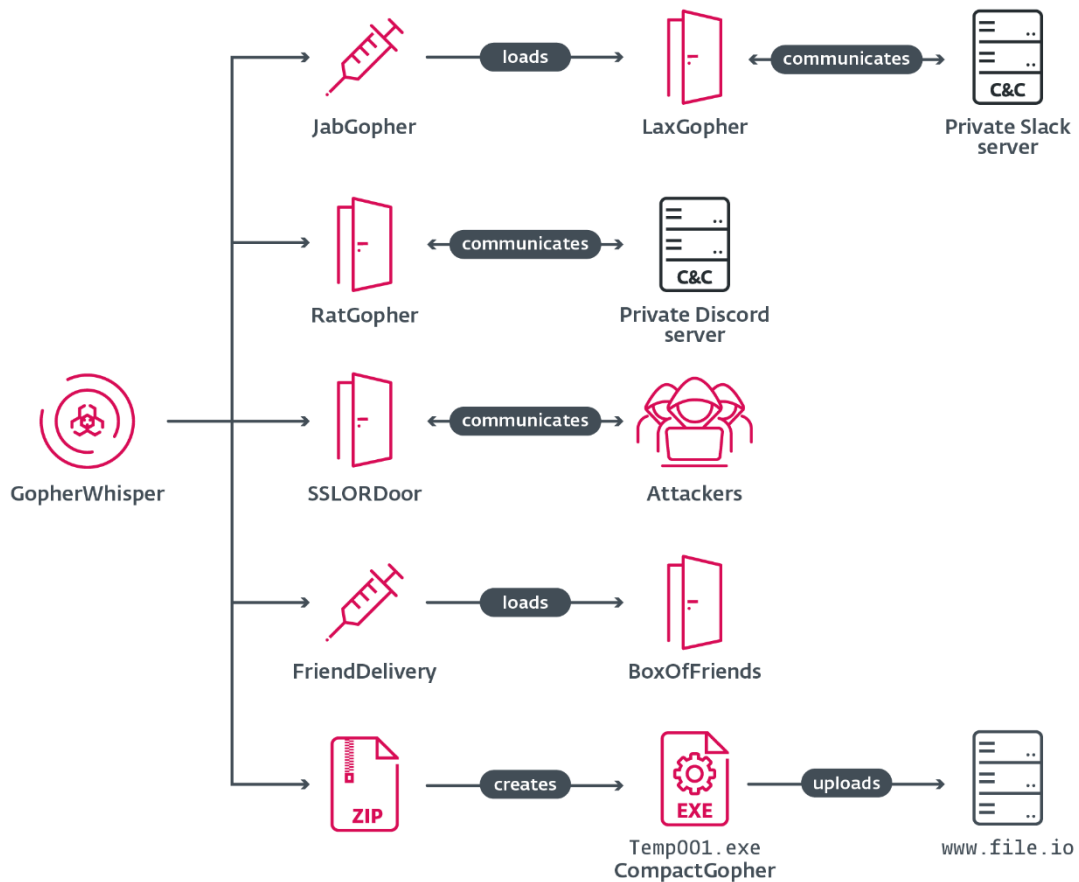 loads
communicates
C&C
JabGopher
LaxGopher
Private Slack
server
communicates
C&C
RatGopher
Private Discord
server
communicates
GopherWhisper
SSLORDoor
Attackers
loads
FriendDelivery
BoxOfFriends
ZIP
creates
EXE
uploads
Temp001.exe
CompactGopher
www.file.io